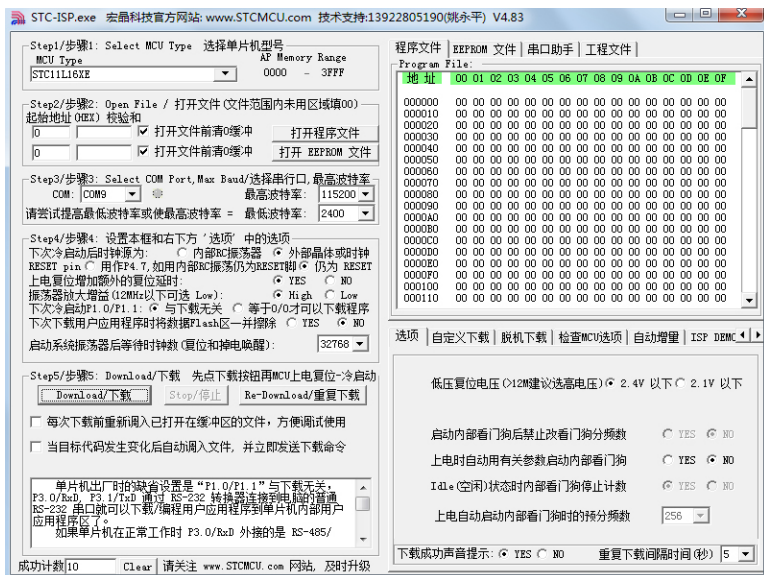 STC-ISP.exe 宏晶科技官方网站: www.STCMCU.com 技术支持:13922805190(姚永平) V4.83
Step1/步骤1: Select MCU Type 选择单片机型号
MCU Type AP Memory Range
STC11L16XE 0000 - 3FFF
Step2/步骤2: Open File / 打开文件(文件范围内未用区域填00)
起始地址(HEX) 校验和
0 打开文件前清0缓冲 打开程序文件
0 打开文件前清0缓冲 打开 EEPROM 文件
Step3/步骤3: Select COM Port,Max Baud/选择串行口,最高波特率
COM: COM9 最高波特率: 115200
请尝试提高最低波特率或使最高波特率 = 最低波特率: 2400
Step4/步骤4: 设置本框和右下方 '选项' 中的选项
下次冷启动后时钟源为: 内部RC振荡器 外部晶体或时钟
RESET pin 用作P4.7,如用内部RC振荡仍为RESET脚 仍为 RESET
上电复位增加额外的复位延时: YES NO
振荡器放大增益(12MHz以下可选 Low): High Low
下次冷启动P1.0/P1.1: 与下载无关 等于0/0才可以下载程序
下次下载用户应用程序时将数据Flash区一并擦除 YES NO
启动系统振荡器后等待时钟数(复位和掉电唤醒): 32768
Step5/步骤5: Download/下载 先点下载按钮再MCU上电复位-冷启动
Download/下载 Stop/停止 Re-Download/重复下载
每次下载前重新调入已打开在缓冲区的文件，方便调试使用
当目标代码发生变化后自动调入文件，并立即发送下载命令
单片机出厂时的缺省设置是“P1.0/P1.1”与下载无关，
P3.0/RxD, P3.1/TxD 通过 RS-232 转换器连接到电脑的普通
RS-232 串口就可以下载/编程用户应用程序到单片机内部用户
应用程序区了。
如果单片机在正常工作时 P3.0/RxD 外接的是 RS-485/
成功计数 10 Clear 请关注 www.STCMCU.com 网站, 及时升级
程序文件 EEPROM 文件 串口助手 工程文件
Program File:
地 址 00 01 02 03 04 05 06 07 08 09 0A 0B 0C 0D 0E 0F
000000 00 00 00 00 00 00 00 00 00 00 00 00 00 00 00 00
000010 00 00 00 00 00 00 00 00 00 00 00 00 00 00 00 00
000020 00 00 00 00 00 00 00 00 00 00 00 00 00 00 00 00
000030 00 00 00 00 00 00 00 00 00 00 00 00 00 00 00 00
000040 00 00 00 00 00 00 00 00 00 00 00 00 00 00 00 00
000050 00 00 00 00 00 00 00 00 00 00 00 00 00 00 00 00
000060 00 00 00 00 00 00 00 00 00 00 00 00 00 00 00 00
000070 00 00 00 00 00 00 00 00 00 00 00 00 00 00 00 00
000080 00 00 00 00 00 00 00 00 00 00 00 00 00 00 00 00
000090 00 00 00 00 00 00 00 00 00 00 00 00 00 00 00 00
0000A0 00 00 00 00 00 00 00 00 00 00 00 00 00 00 00 00
0000B0 00 00 00 00 00 00 00 00 00 00 00 00 00 00 00 00
0000C0 00 00 00 00 00 00 00 00 00 00 00 00 00 00 00 00
0000D0 00 00 00 00 00 00 00 00 00 00 00 00 00 00 00 00
0000E0 00 00 00 00 00 00 00 00 00 00 00 00 00 00 00 00
0000F0 00 00 00 00 00 00 00 00 00 00 00 00 00 00 00 00
000100 00 00 00 00 00 00 00 00 00 00 00 00 00 00 00 00
000110 00 00 00 00 00 00 00 00 00 00 00 00 00 00 00 00
选项 自定义下载 脱机下载 检查MCU选项 自动增量 ISP DEMO
低压复位电压(>12M建议选高电压) 2.4V 以下 2.1V 以下
启动内部看门狗后禁止改看门狗分频数 YES NO
上电时自动用有关参数启动内部看门狗 YES NO
Idle(空闲)状态时内部看门狗停止计数 YES NO
上电自动启动内部看门狗时的预分频数 256
下载成功声音提示: YES NO 重复下载间隔时间(秒) 5